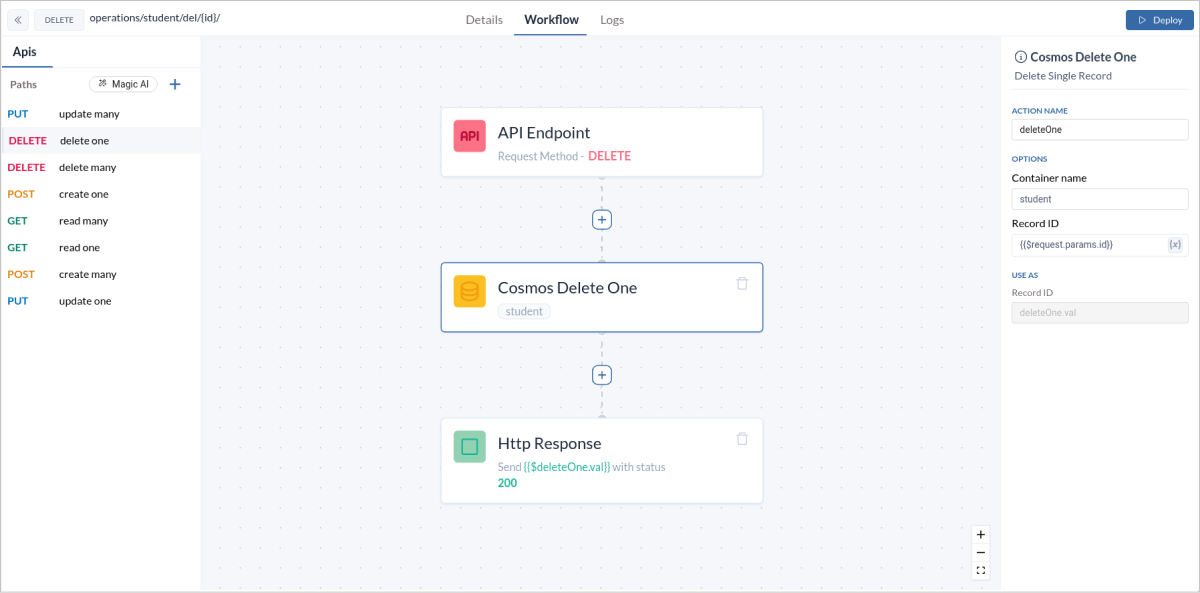 DELETE operations/student/del/{id}/
Details Workflow Logs
Deploy
Apis
Paths Magic AI
PUT update many
DELETE delete one
DELETE delete many
POST create one
GET read many
GET read one
POST create many
PUT update one
API API Endpoint
Request Method - DELETE
Cosmos Delete One
student
Http Response
Send {{$deleteOne.val}} with status
200
Cosmos Delete One
Delete Single Record
ACTION NAME
deleteOne
OPTIONS
Container name
student
Record ID
{{$request.params.id}} (x)
USE AS
Record ID
deleteOne.val